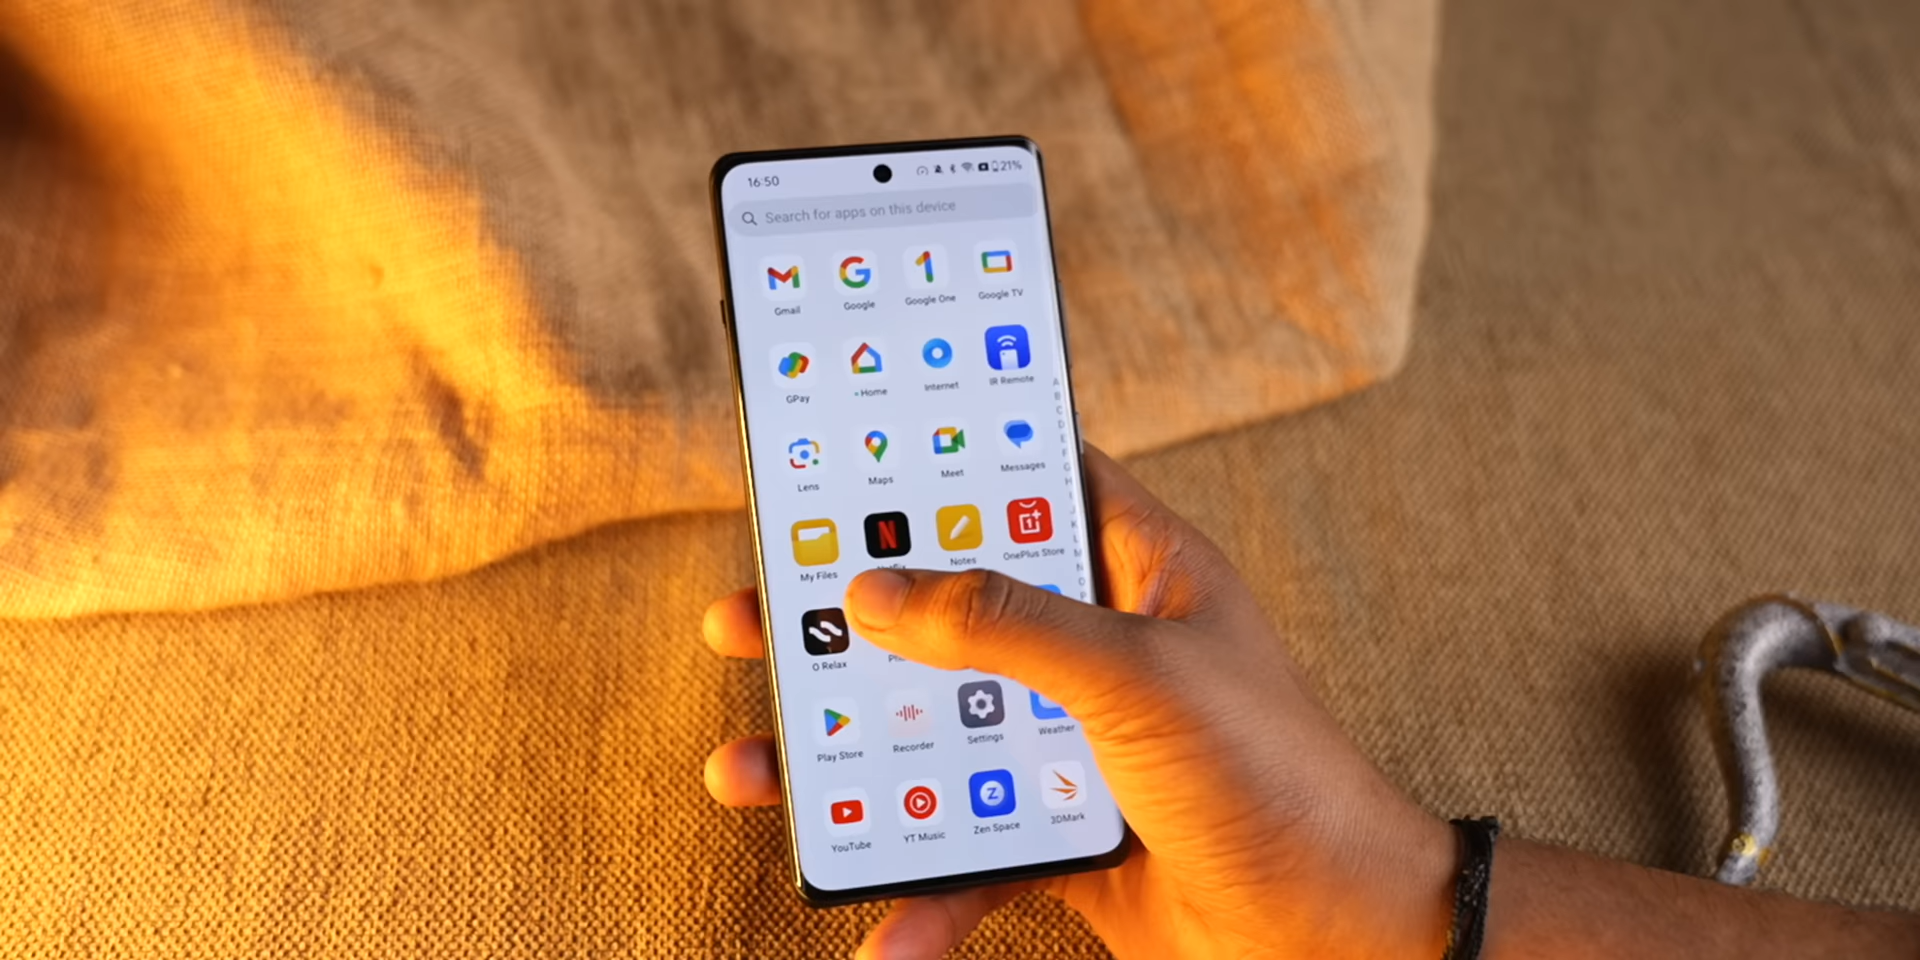 16:50 21%
Search for apps on this device
Gmail Google Google One Google TV
GPay Home Internet IR Remote
Lens Maps Meet Messages
My Files Netflix Notes OnePlus Store
O Relax
Play Store Recorder Settings Weather
YouTube YT Music Zen Space 3DMark